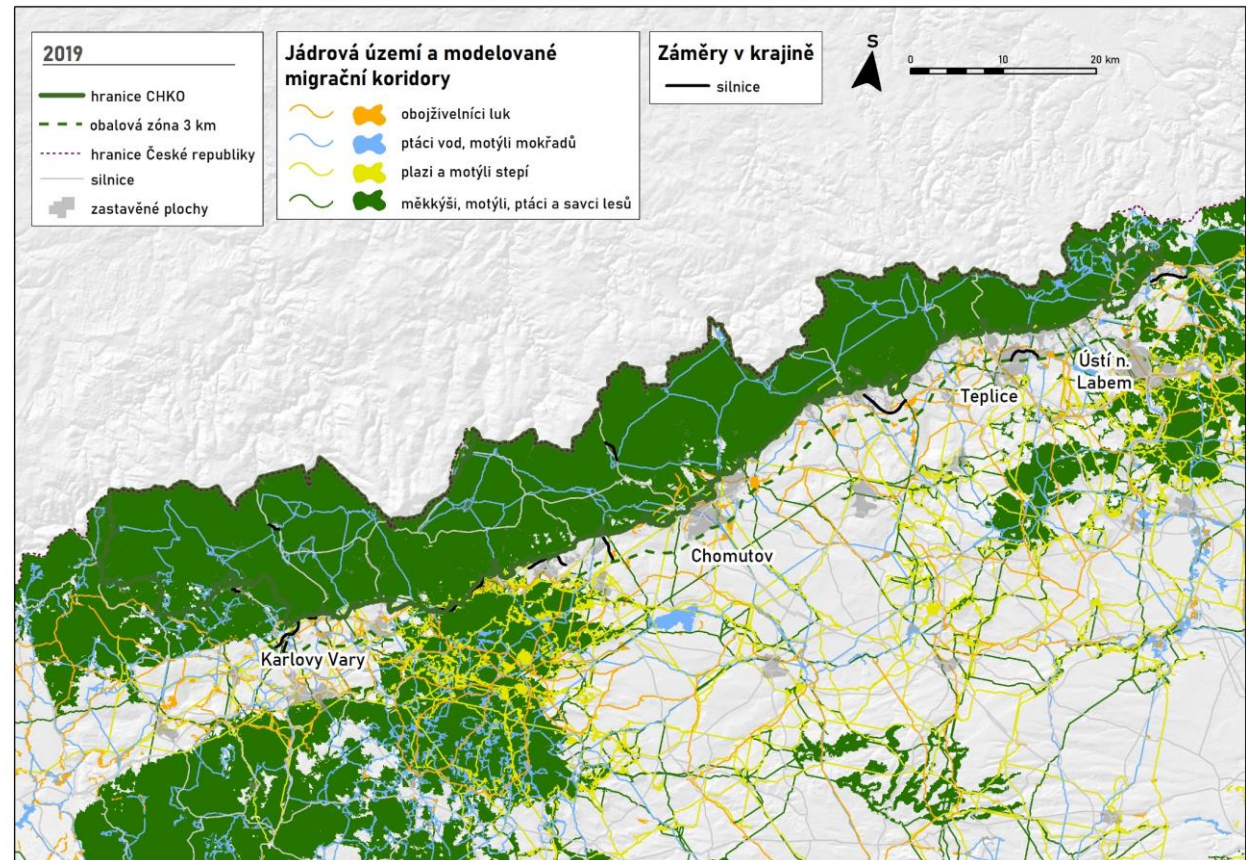 2019
hranice CHKO
obalová zóna 3 km
hranice České republiky
silnice
zastavěné plochy
Jádrová území a modelované
migrační koridory
obojživelníci luk
ptáci vod, motýli mokřadů
plazi a motýli stepí
měkkýši, motýli, ptáci a savci lesů
Záměry v krajině
silnice
S
0 10 20 km
Ústí n.
Labem
Teplice
Chomutov
Karlovy Vary